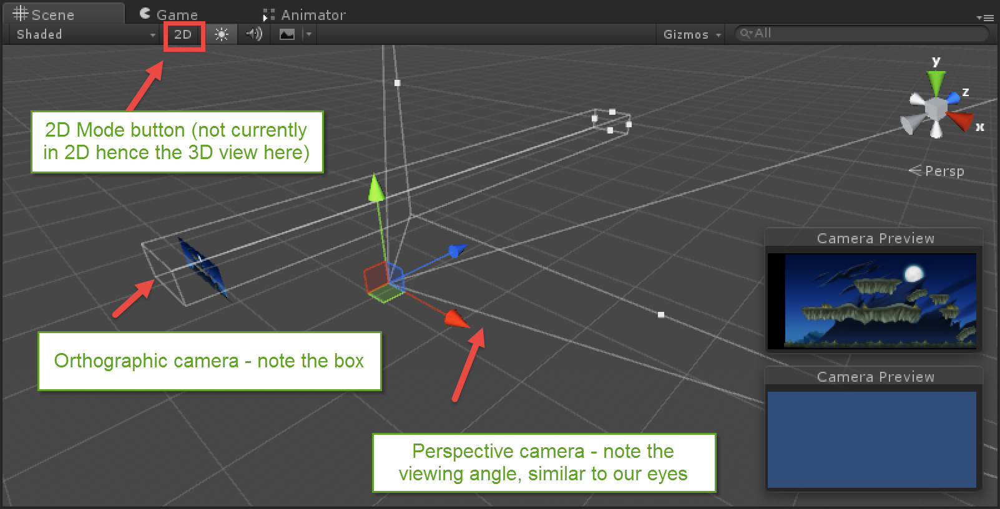 Scene
Game
Animator
Shaded
2D
Gizmos
All
y
z
x
Persp
2D Mode button (not currently
in 2D hence the 3D view here)
Orthographic camera - note the box
Perspective camera - note the
viewing angle, similar to our eyes
Camera Preview
Camera Preview